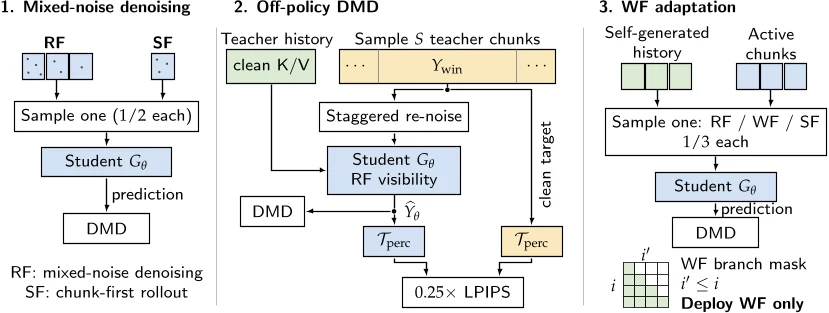 1. Mixed-noise denoising
RF
SF
Sample one (1/2 each)
Student Gθ
prediction
DMD
RF: mixed-noise denoising
SF: chunk-first rollout
2. Off-policy DMD
Teacher history
clean K/V
Sample S teacher chunks
··· Ywin ···
Staggered re-noise
Student Gθ
RF visibility
clean target
DMD
Ŷθ
𝒯perc
𝒯perc
0.25× LPIPS
3. WF adaptation
Self-generated
history
Active
chunks
Sample one: RF / WF / SF
1/3 each
Student Gθ
prediction
DMD
i′
i
WF branch mask
i′ ≤ i
Deploy WF only